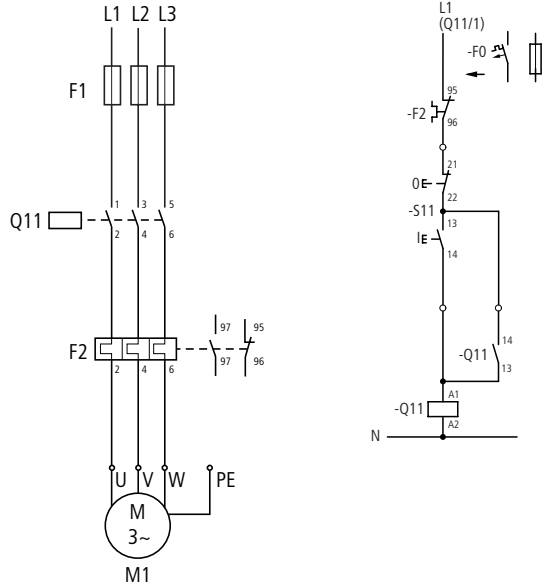 L1 L2 L3
F1
1 3 5
Q11
2 4 6
97 95
F2
2 4 6
97 96
U V W PE
M
3~
M1
L1
(Q11/1)
-F0
95
-F2
96
21
0E
22
-S11
13
IE
14
14
-Q11
13
A1
-Q11
A2
N